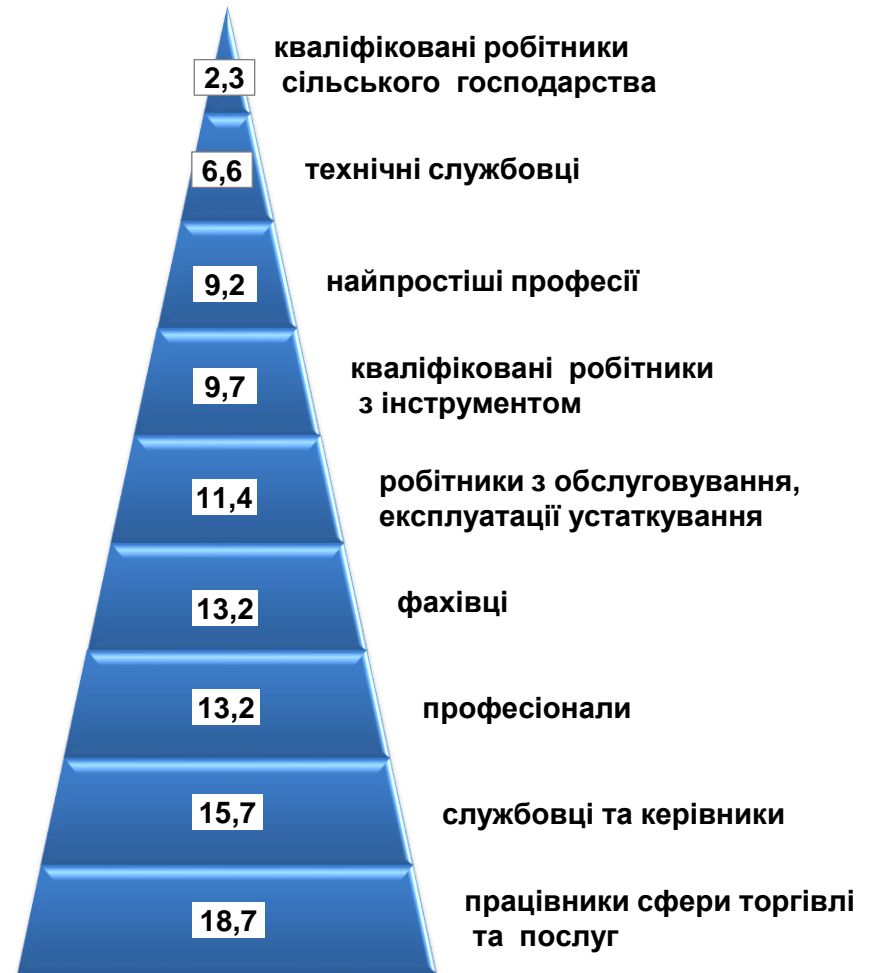 кваліфіковані робітники
2,3
сільського господарства
6,6
технічні службовці
9,2
найпростіші професії
9,7
кваліфіковані робітники
з інструментом
11,4
робітники з обслуговування,
експлуатації устаткування
13,2
фахівці
13,2
професіонали
15,7
службовці та керівники
18,7
працівники сфери торгівлі
та послуг